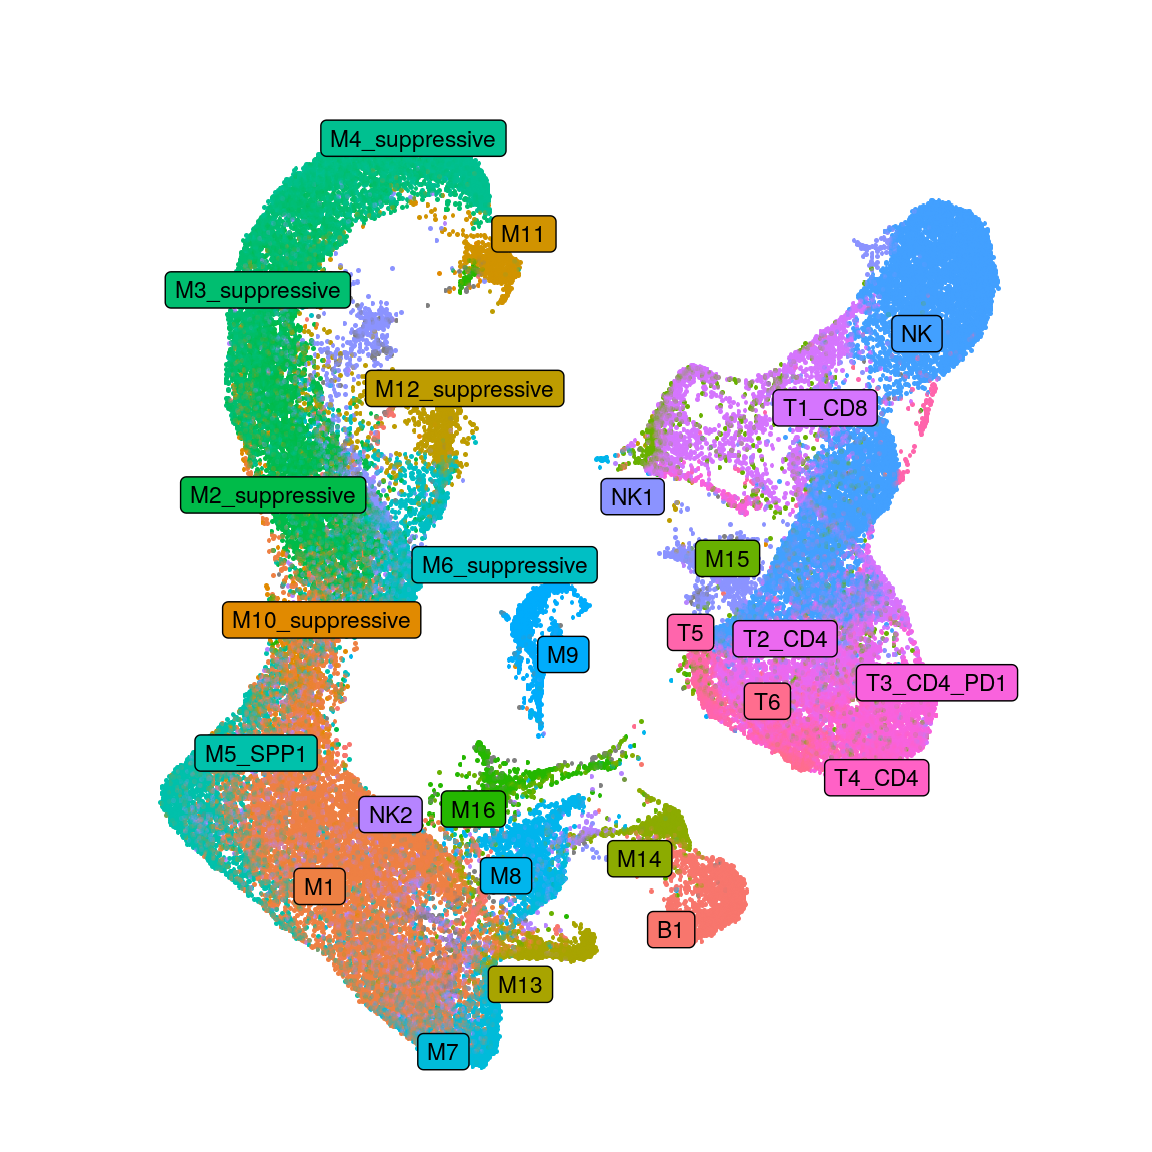 M4_suppressive
M11
M3_suppressive
NK
M12_suppressive
T1_CD8
M2_suppressive
NK1
M15
M6_suppressive
M10_suppressive
T5
T2_CD4
M9
T3_CD4_PD1
T6
M5_SPP1
T4_CD4
NK2
M16
M14
M8
M1
B1
M13
M7